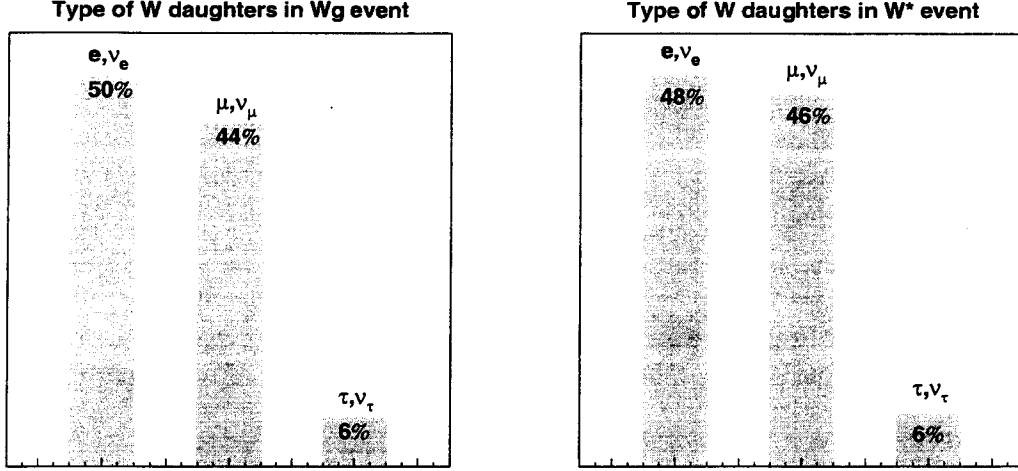 Type of W daughters in Wg event
e,νe
50%
μ,νμ
44%
τ,ντ
6%
Type of W daughters in W* event
e,νe
48%
μ,νμ
46%
τ,ντ
6%